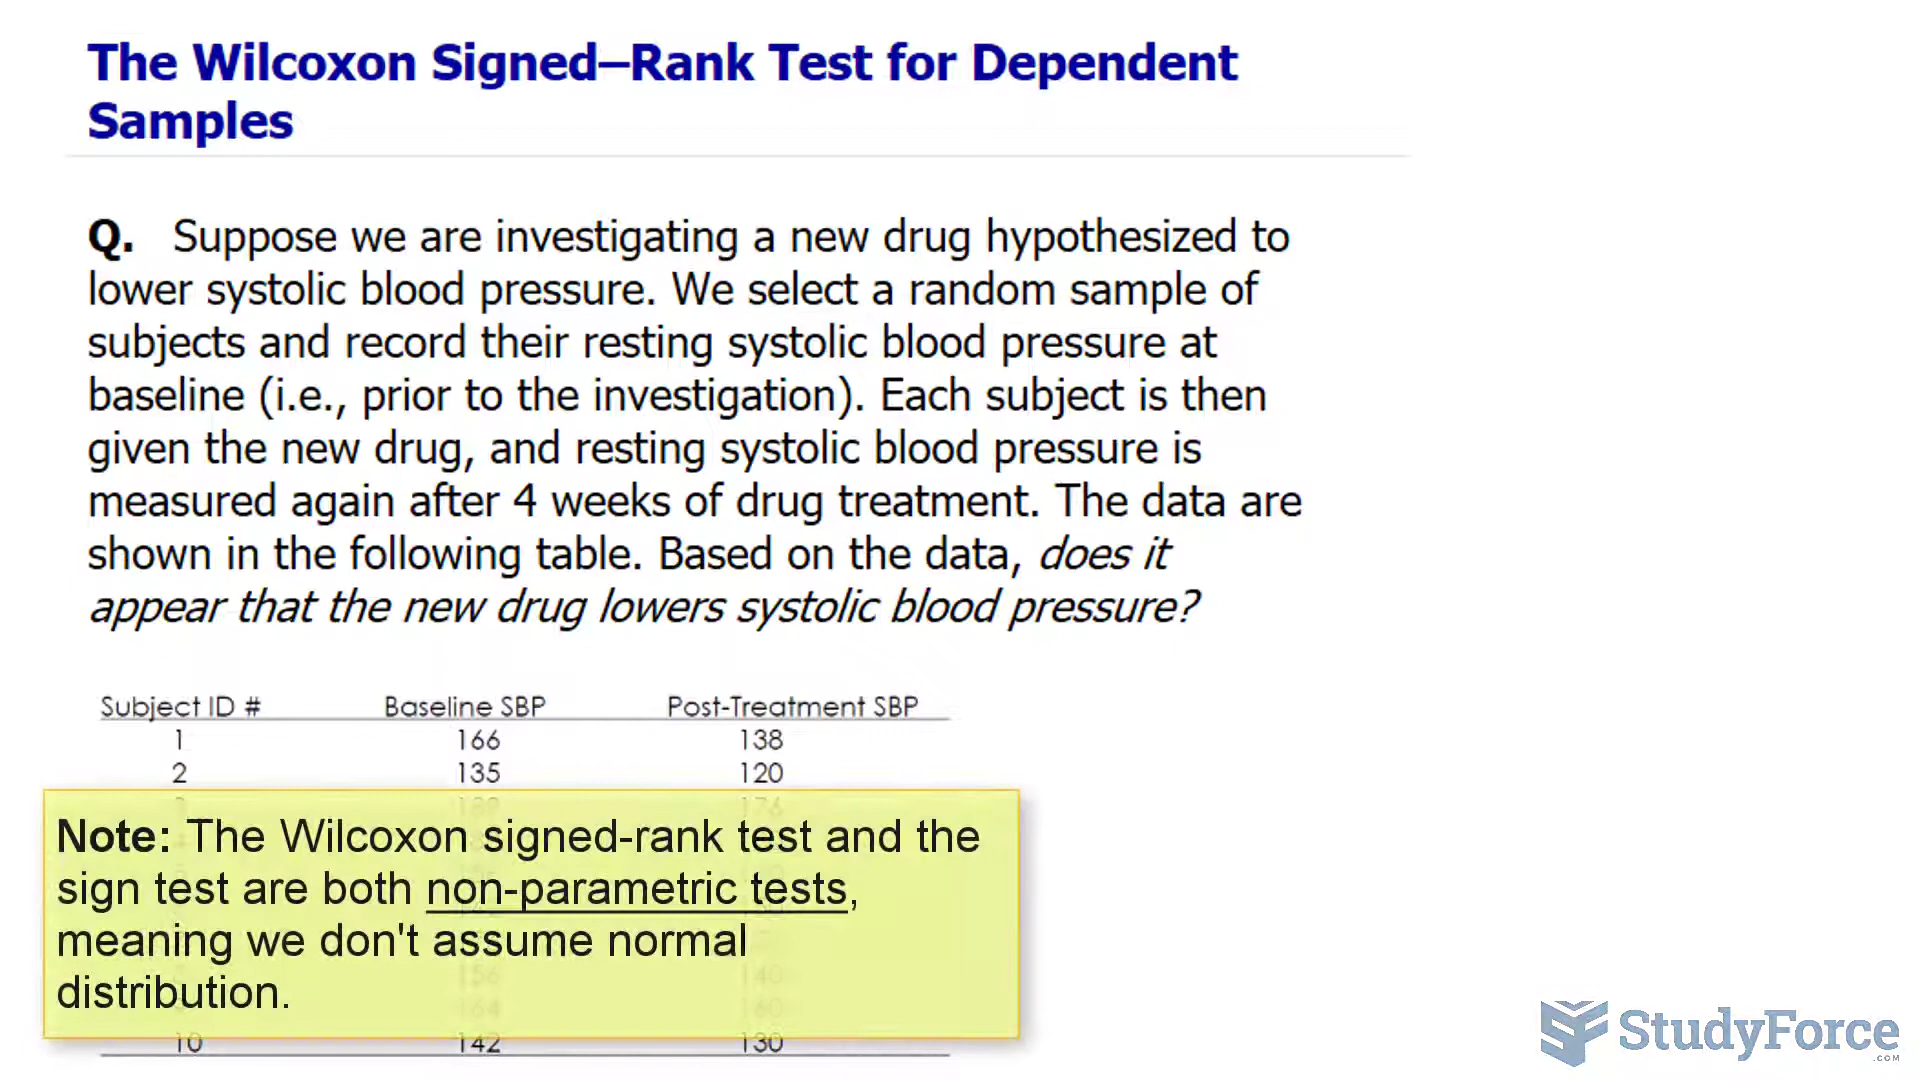 The Wilcoxon Signed–Rank Test for Dependent
Samples
Q. Suppose we are investigating a new drug hypothesized to
lower systolic blood pressure. We select a random sample of
subjects and record their resting systolic blood pressure at
baseline (i.e., prior to the investigation). Each subject is then
given the new drug, and resting systolic blood pressure is
measured again after 4 weeks of drug treatment. The data are
shown in the following table. Based on the data, does it
appear that the new drug lowers systolic blood pressure?
Subject ID # Baseline SBP Post-Treatment SBP
1 166 138
2 135 120
176
Note: The Wilcoxon signed-rank test and the
sign test are both non-parametric tests,
meaning we don't assume normal
distribution.
156 140
164 160
10 142 130
StudyForce
.COM